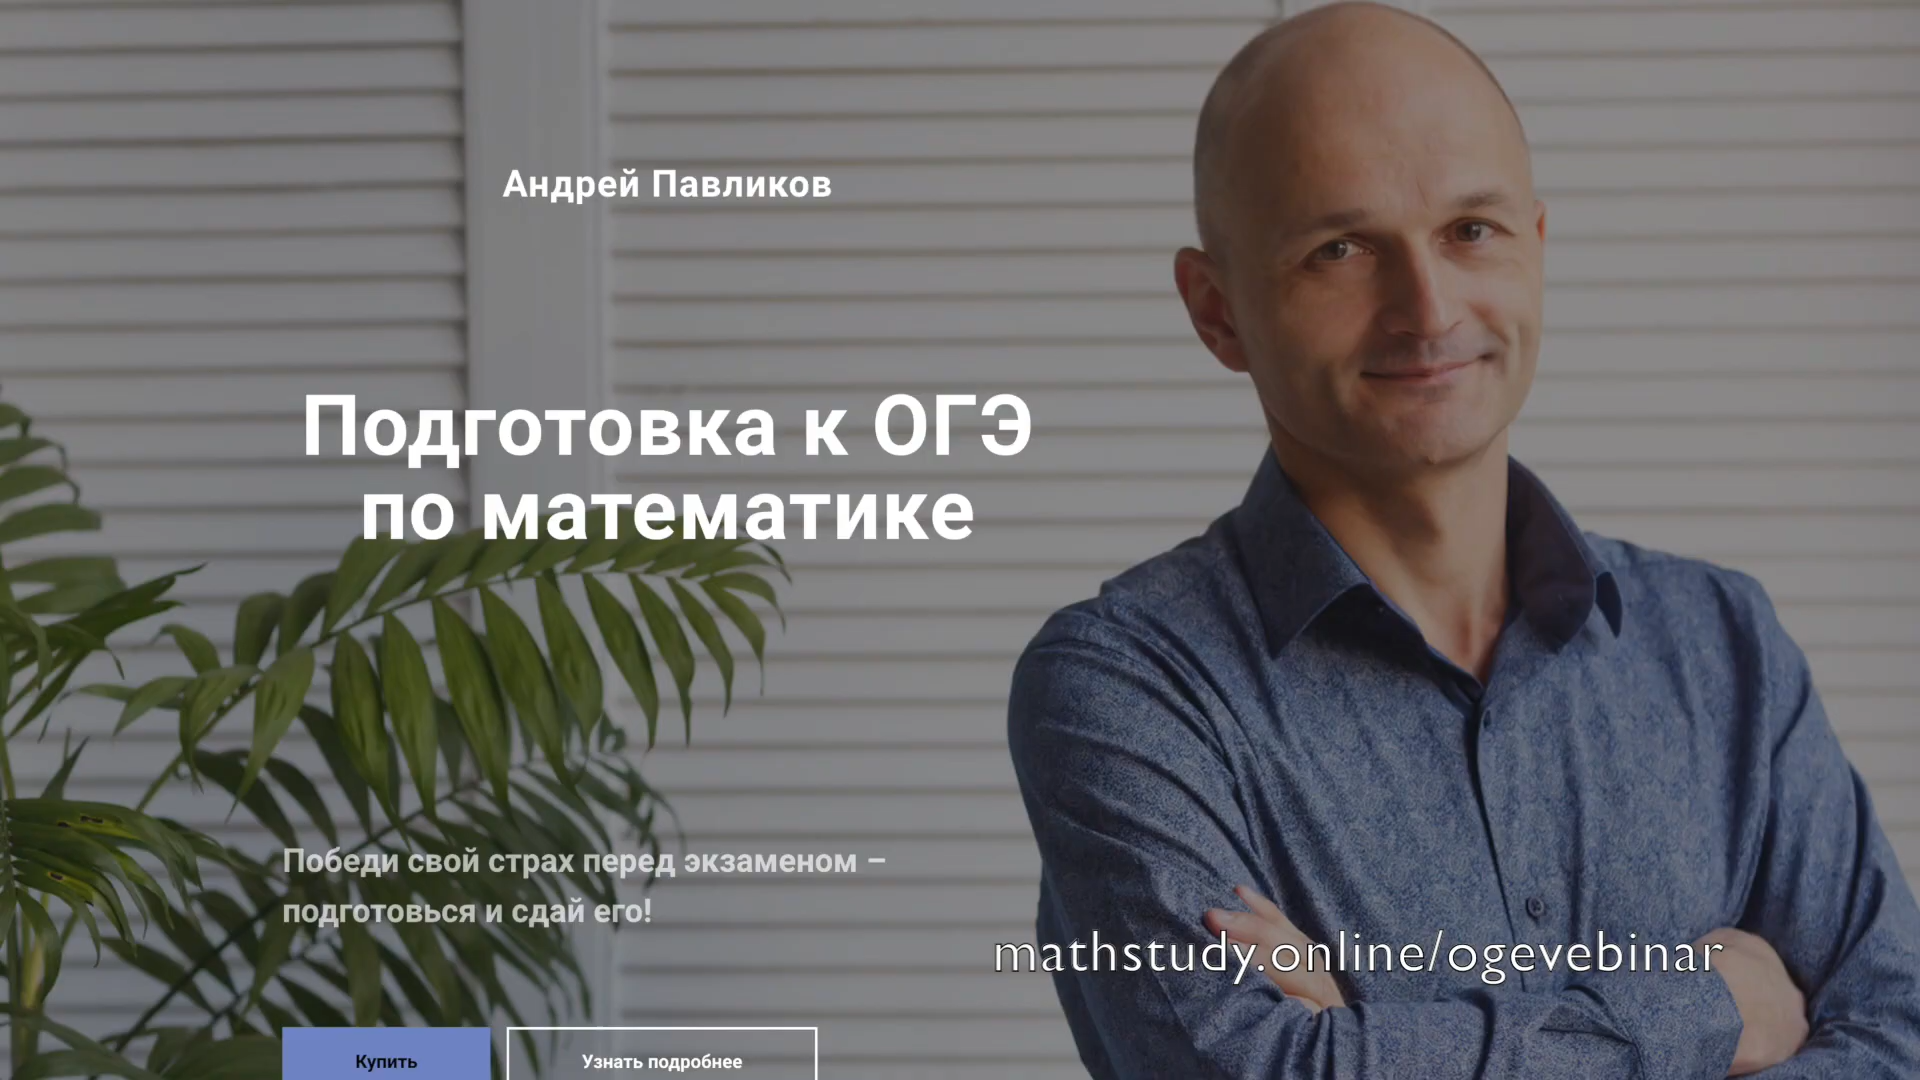 Андрей Павликов
Подготовка к ОГЭ
по математике
Победи свой страх перед экзаменом –
подготовься и сдай его!
mathstudy.online/ogevebinar
Купить
Узнать подробнее